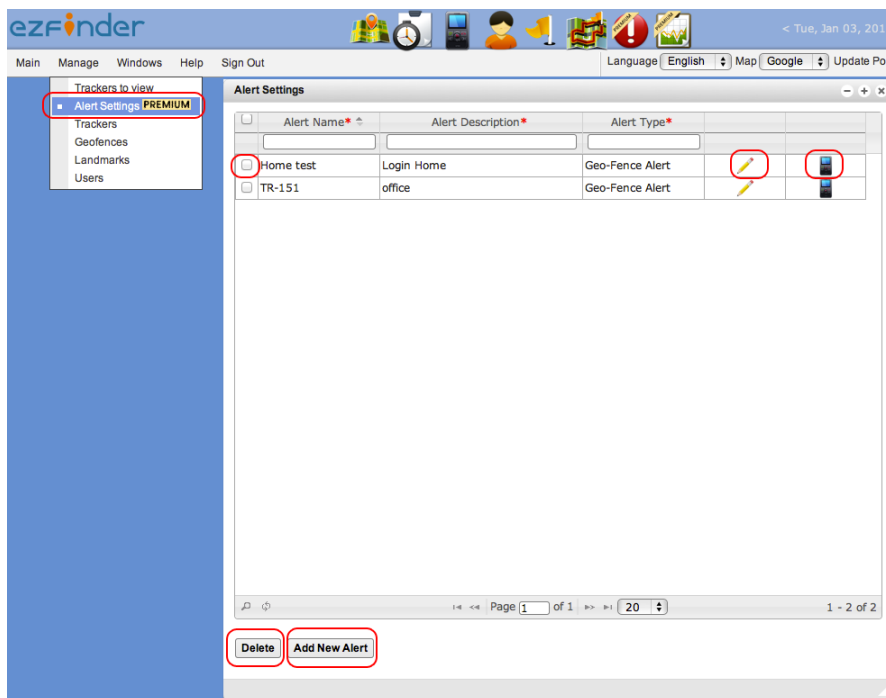 ezfinder
< Tue, Jan 03, 201
Main Manage Windows Help Sign Out
Language English Map Google Update Po
Trackers to view
Alert Settings PREMIUM
Trackers
Geofences
Landmarks
Users
Alert Settings
Alert Name* Alert Description* Alert Type*
Home test Login Home Geo-Fence Alert
TR-151 office Geo-Fence Alert
Page 1 of 1 20 1 - 2 of 2
Delete Add New Alert